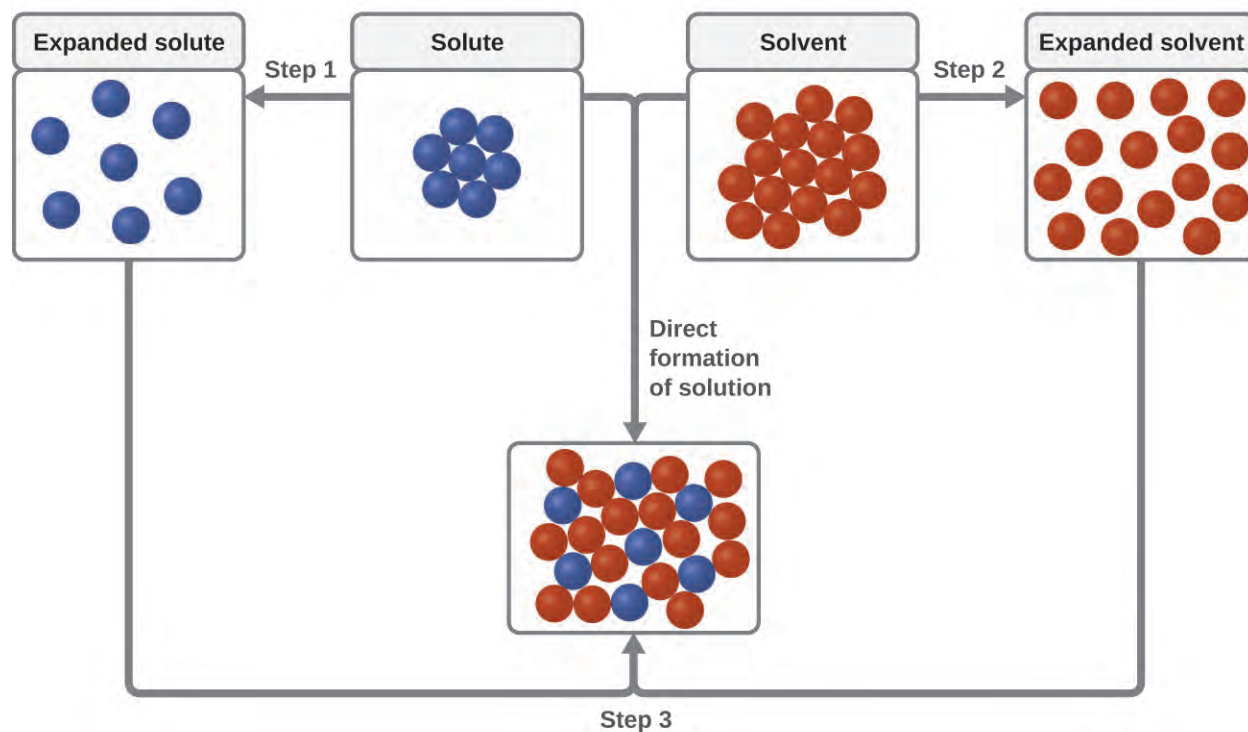 Expanded solute
Solute
Solvent
Expanded solvent
Step 1
Step 2
Direct
formation
of solution
Step 3